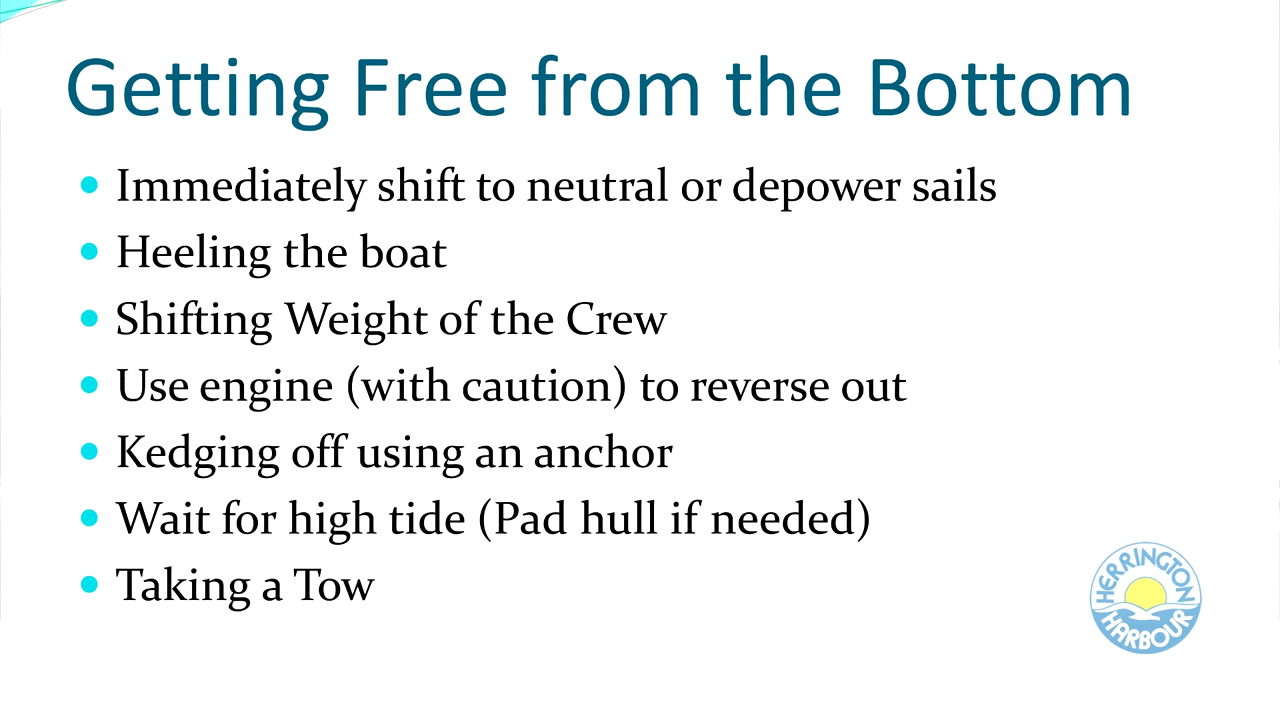 Getting Free from the Bottom
• Immediately shift to neutral or depower sails
• Heeling the boat
• Shifting Weight of the Crew
• Use engine (with caution) to reverse out
• Kedging off using an anchor
• Wait for high tide (Pad hull if needed)
• Taking a Tow
HERRINGTON
HARBOUR